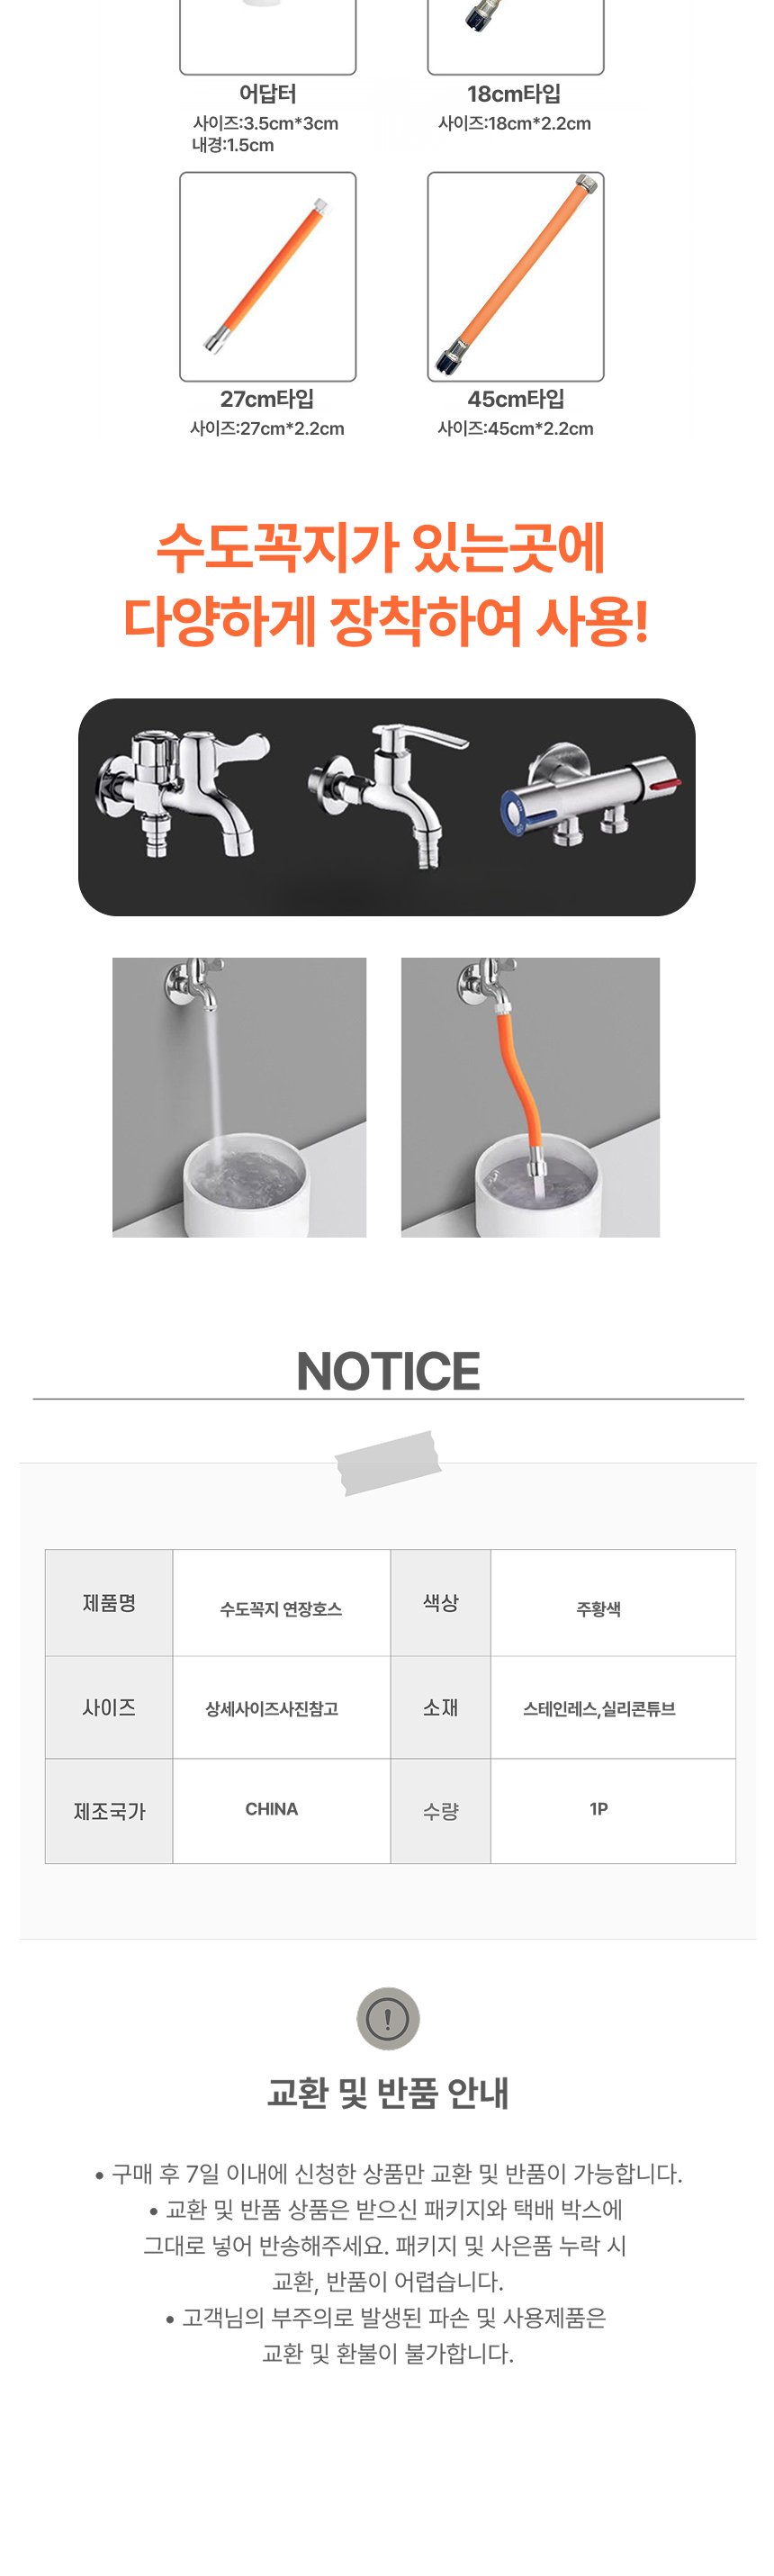 어답터
사이즈:3.5cm*3cm
내경:1.5cm
18cm타입
사이즈:18cm*2.2cm
27cm타입
사이즈:27cm*2.2cm
45cm타입
사이즈:45cm*2.2cm
수도꼭지가 있는곳에
다양하게 장착하여 사용!
NOTICE
제품명
수도꼭지 연장호스
색상
주황색
사이즈
상세사이즈사진참고
소재
스테인레스,실리콘튜브
제조국가
CHINA
수량
1P
교환 및 반품 안내
• 구매 후 7일 이내에 신청한 상품만 교환 및 반품이 가능합니다.
• 교환 및 반품 상품은 받으신 패키지와 택배 박스에
그대로 넣어 반송해주세요. 패키지 및 사은품 누락 시
교환, 반품이 어렵습니다.
• 고객님의 부주의로 발생된 파손 및 사용제품은
교환 및 환불이 불가합니다.